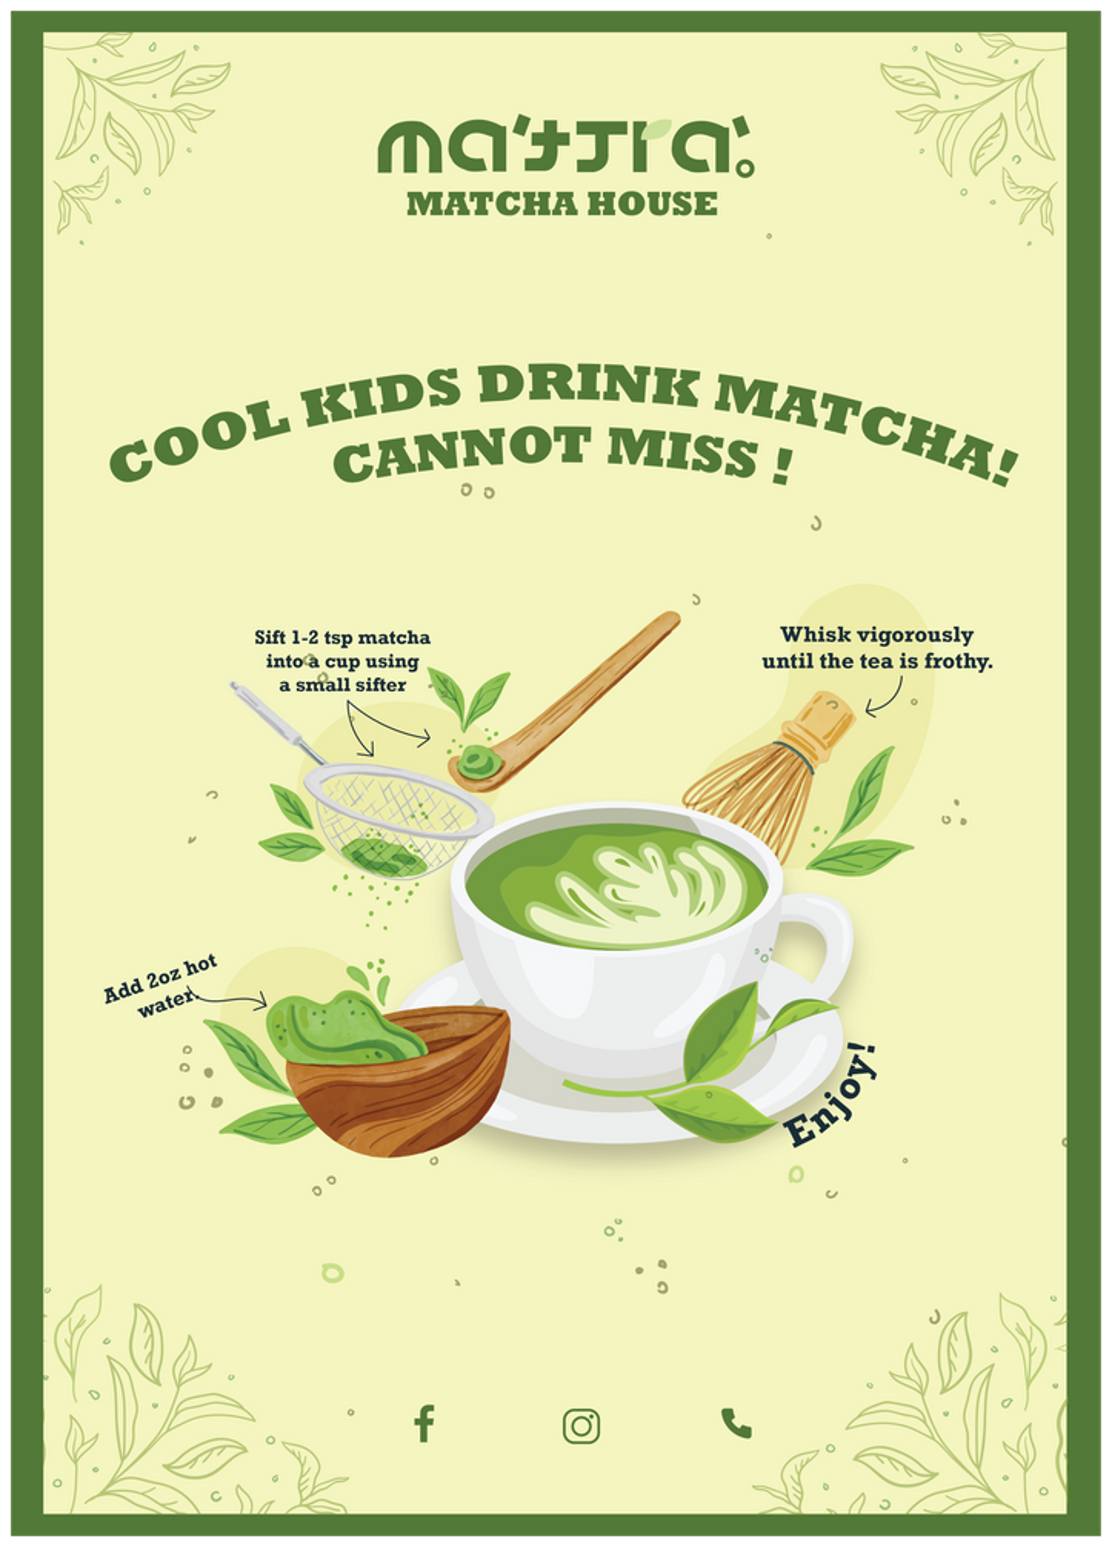 MATCHA HOUSE
COOL KIDS DRINK MATCHA!
CANNOT MISS !
Sift 1-2 tsp matcha
into a cup using
a small sifter
Whisk vigorously
until the tea is frothy.
Add 2oz hot
water.
Enjoy!